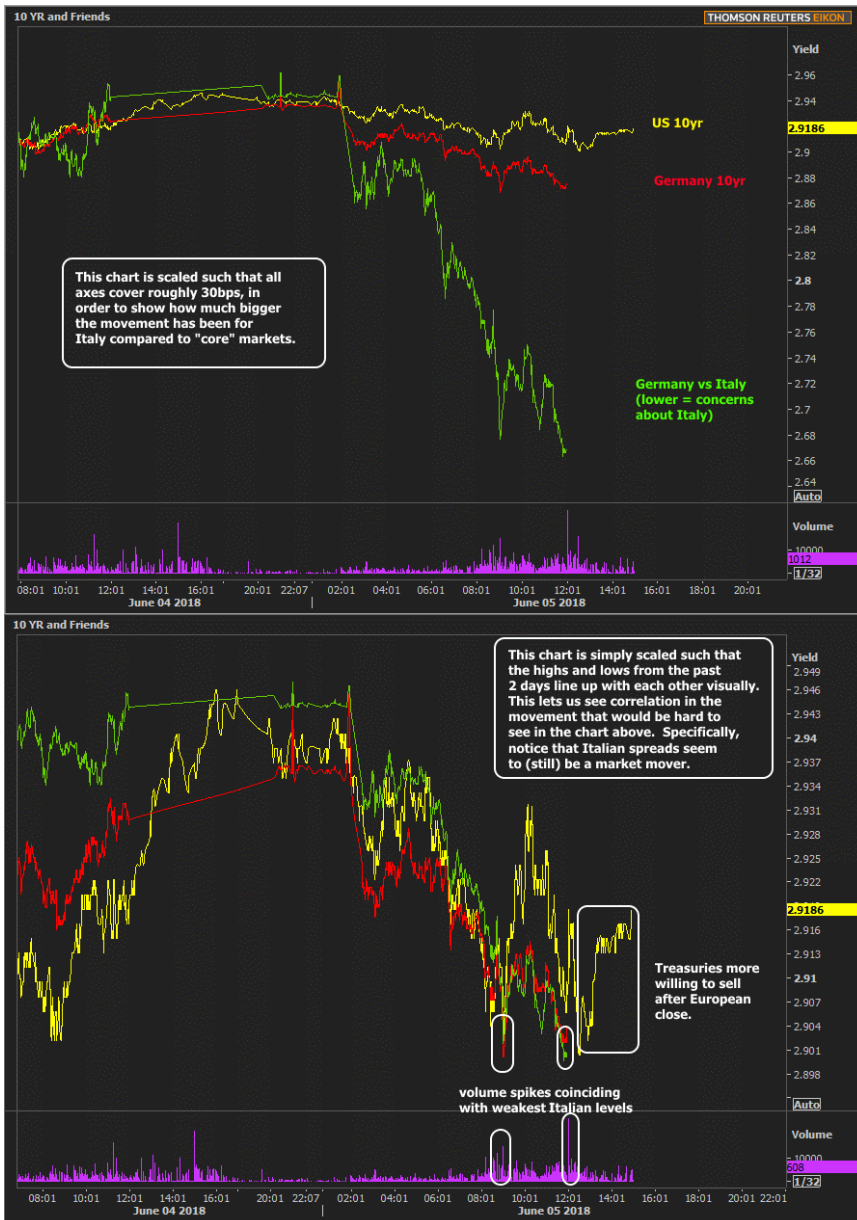 10 YR and Friends
THOMSON REUTERS EIKON
Yield
2.96
2.94
US 10yr
2.9186
2.9
Germany 10yr
2.88
2.86
2.84
2.82
This chart is scaled such that all
axes cover roughly 30bps, in
order to show how much bigger
the movement has been for
Italy compared to "core" markets.
2.8
2.78
2.76
2.74
2.72
Germany vs Italy
(lower = concerns
about Italy)
2.7
2.68
2.66
2.64
Auto
Volume
10000
1012
1/32
08:01 10:01 12:01 14:01 16:01 20:01 22:07 02:01 04:01 06:01 08:01 10:01 12:01 14:01 16:01 18:01 20:01
June 04 2018 June 05 2018
10 YR and Friends
This chart is simply scaled such that
the highs and lows from the past
2 days line up with each other visually.
This lets us see correlation in the
movement that would be hard to
see in the chart above. Specifically,
notice that Italian spreads seem
to (still) be a market mover.
Yield
2.949
2.946
2.943
2.94
2.937
2.934
2.931
2.928
2.925
2.922
2.9186
2.916
2.913
Treasuries more
willing to sell
after European
close.
2.91
2.907
2.904
2.901
2.898
volume spikes coinciding
with weakest Italian levels
Auto
Volume
10000
608
1/32
08:01 10:01 12:01 14:01 16:01 20:01 22:07 02:01 04:01 06:01 08:01 10:01 12:01 14:01 16:01 18:01 20:01 22:01
June 04 2018 June 05 2018